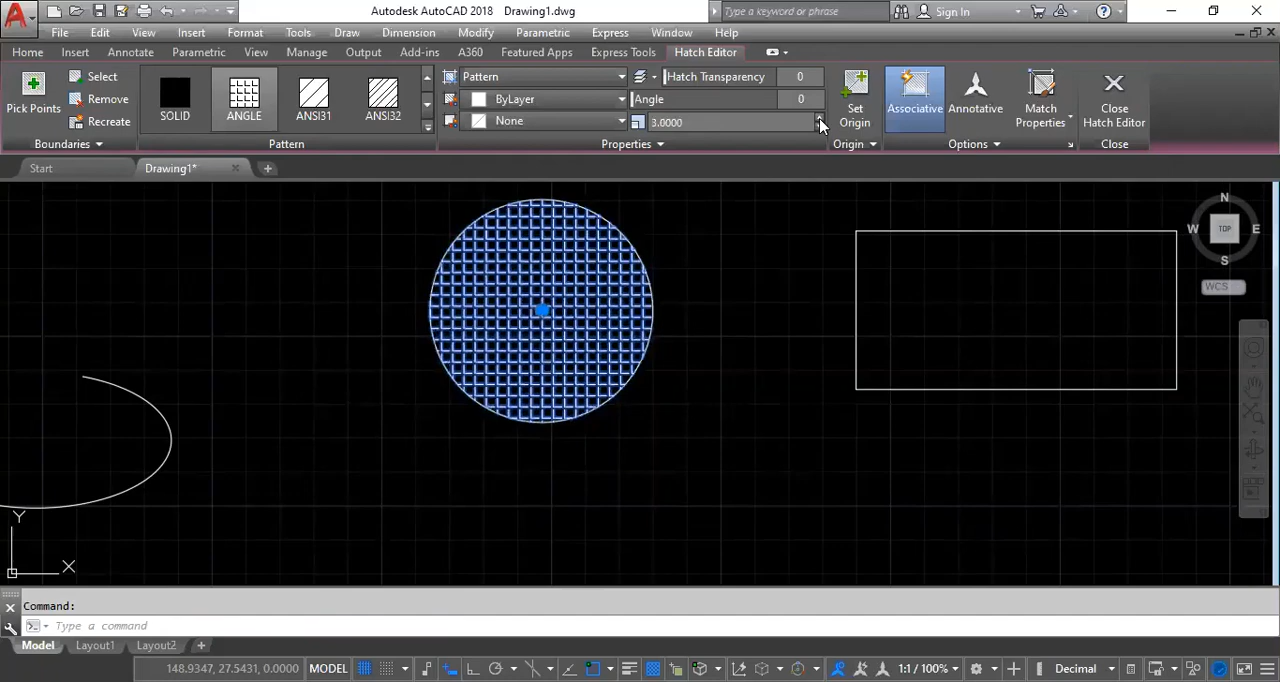 A Autodesk AutoCAD 2018 Drawing1.dwg Type a keyword or phrase Sign In ?
File Edit View Insert Format Tools Draw Dimension Modify Parametric Express Window Help
Home Insert Annotate Parametric View Manage Output Add-ins A360 Featured Apps Express Tools Hatch Editor
Select Pattern Hatch Transparency 0
Pick Points Remove SOLID ANGLE ANSI31 ANSI32 ByLayer Angle 0 Set Origin Associative Annotative Match Properties Close Hatch Editor
Recreate None 3.0000
Boundaries Pattern Properties Origin Options Close
Start Drawing1* +
N
W TOP E
S
WCS
Y
X
Command:
Type a command
Model Layout1 Layout2 +
148.9347, 27.5431, 0.0000 MODEL 1:1 / 100% Decimal